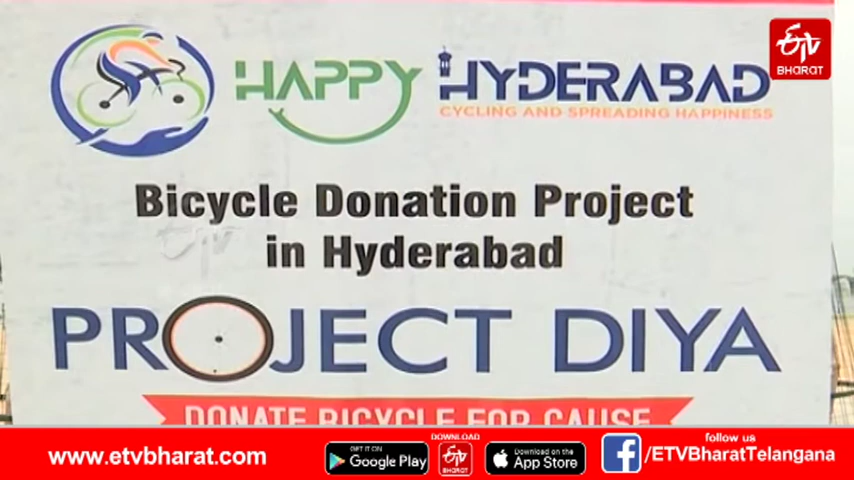 ETV
BHARAT
HAPPY HYDERABAD
CYCLING AND SPREADING HAPPINESS
Bicycle Donation Project
in Hyderabad
PROJECT DIYA
DONATE BICYCLE FOR CAUSE
www.etvbharat.com
DOWNLOAD
GET IT ON
Google Play
ETV
BHARAT
Download on the
App Store
follow us
/ETVBharatTelangana